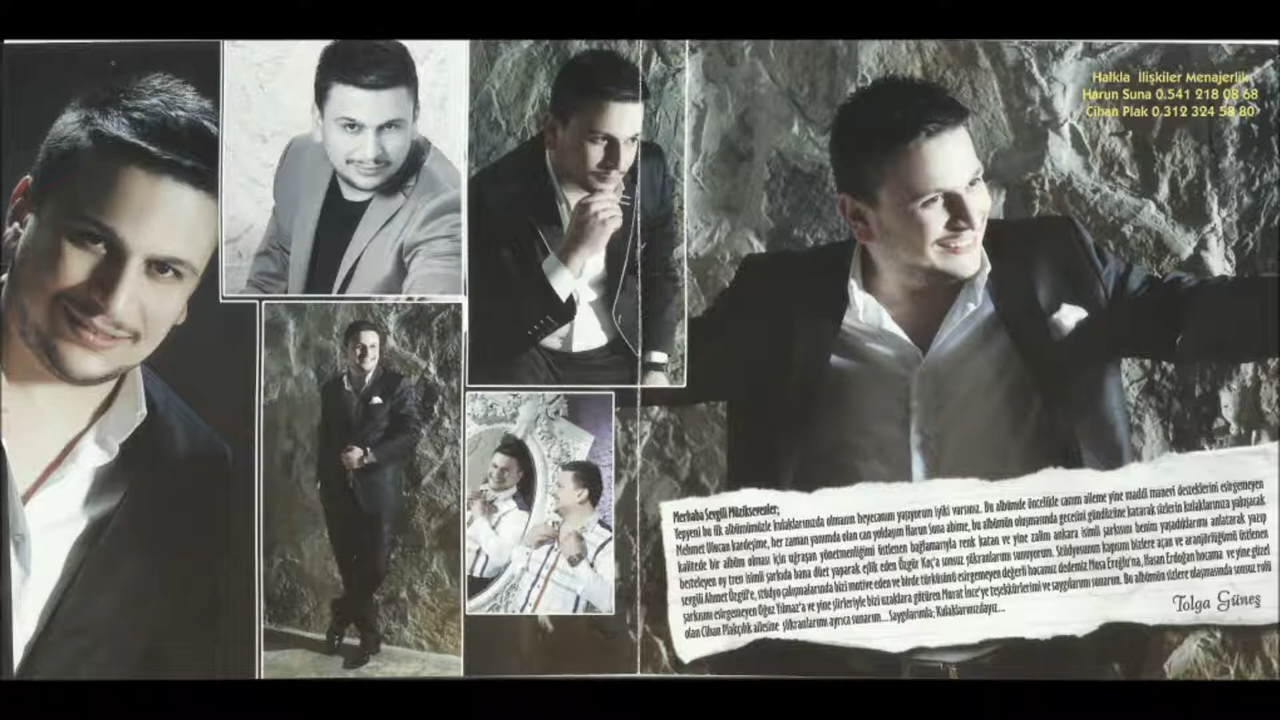 Halkla İlişkiler Menajerlik
Harun Suna 0.541 218 08 68
Cihan Plak 0.312 324 58 80
Merhaba Sevgili Müzikseverler;
Yepyeni bu ilk albümümüzle kulaklarınızda olmanın heyecanını yaşıyorum iyiki varsınız. Bu albümde öncelikle canım aileme yine maddi manevi desteklerini esirgemeyen
Mehmet Ulucan kardeşime, her zaman yanımda olan can yoldaşım Harun Suna abime, bu albümün oluşmasında gecesini gündüzüne katarak sizlerin kulaklarınıza yakışacak
kalitede bir albüm olması için uğraşan yönetmenliğimi üstlenen bağlamarıyla renk katan ve yine zalim ankara isimli şarkısını benim yaşadıklarımı anlatarak yazıp
besteleyen oy tren isimli şarkıda bana düet yaparak eşlik eden Özgür Koç'a sonsuz şükranlarımı sunuyorum. Stüdyosunun kapısını bizlere açan ve aranjörlüğümü üstlenen
sevgili Ahmet Özgül'e, stüdyo çalışmalarında bizi motive eden ve birde türküsünü esirgemeyen değerli hocamız dedemiz Musa Eroğlu'na, Hasan Erdoğan hocama ve yine güzel
şarkısını esirgemeyen Oğuz Yılmaz'a ve yine şiirleriyle bizi uzaklara götüren Murat İnce'ye teşekkürlerimi ve saygılarımı sunarım. Bu albümün sizlere ulaşmasında sonsuz rolü
olan Cihan Plakçılık ailesine şükranlarımı ayrıca sunarım... Saygılarımla; Kulaklarınızdayız...
Tolga Güneş